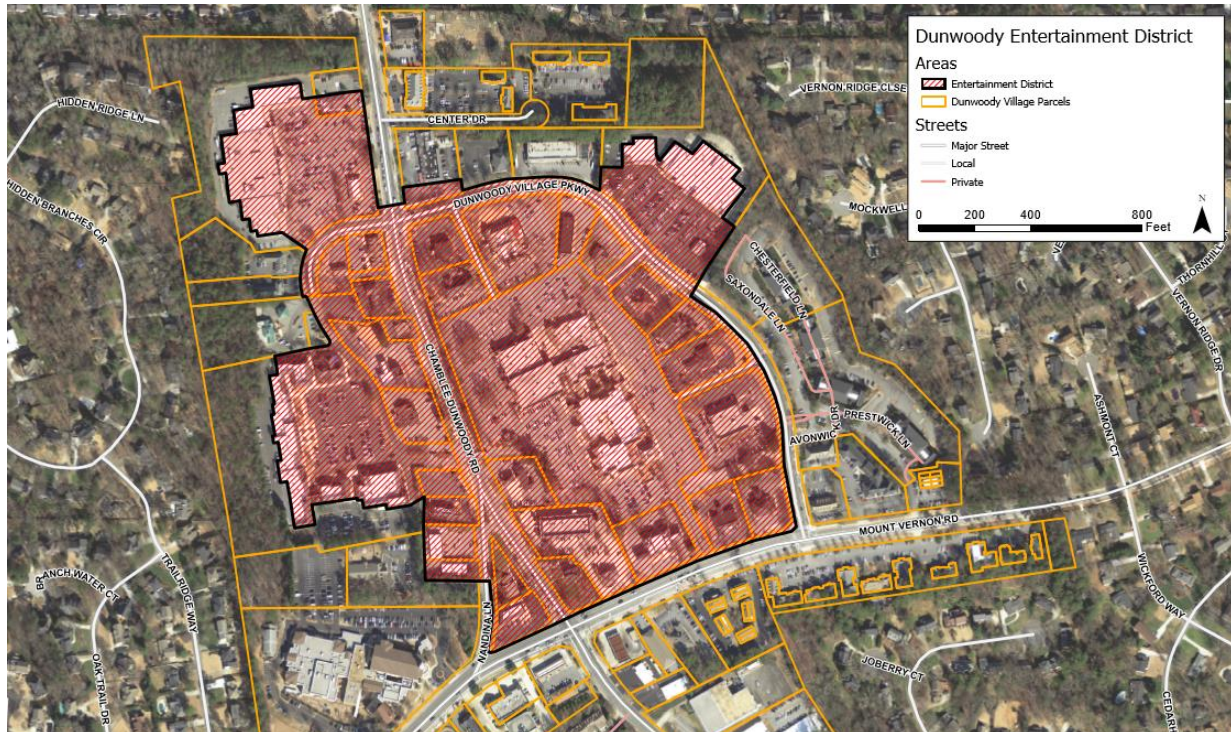 Dunwoody Entertainment District
Areas
Entertainment District
Dunwoody Village Parcels
Streets
Major Street
Local
Private
N
0 200 400 800
Feet
HIDDEN RIDGE LN
HIDDEN BRANCHES CIR
CENTER DR
VERNON RIDGE CLSE
DUNWOODY VILLAGE PKWY
MOCKWELL
THORNHILL
VERNON RIDGE DR
CHESTERFIELD LN
SAXONDALE LN
CHAMBLEE DUNWOODY RD
ASHMONT CT
PRESTWICK LN
AVONWICK DR
MOUNT VERNON RD
BRANCH WATER CT
TRAILRIDGE WAY
OAK TRAIL DR
NANDINA LN
WICKFORD WAY
JOBERRY CT
CEDARH